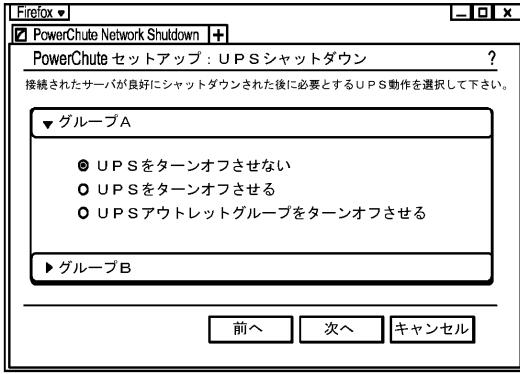 Firefox
PowerChute Network Shutdown
PowerChute セットアップ：ＵＰＳシャットダウン ?
接続されたサーバが良好にシャットダウンされた後に必要とするＵＰＳ動作を選択して下さい。
グループＡ
ＵＰＳをターンオフさせない
ＵＰＳをターンオフさせる
ＵＰＳアウトレットグループをターンオフさせる
グループＢ
前へ 次へ キャンセル